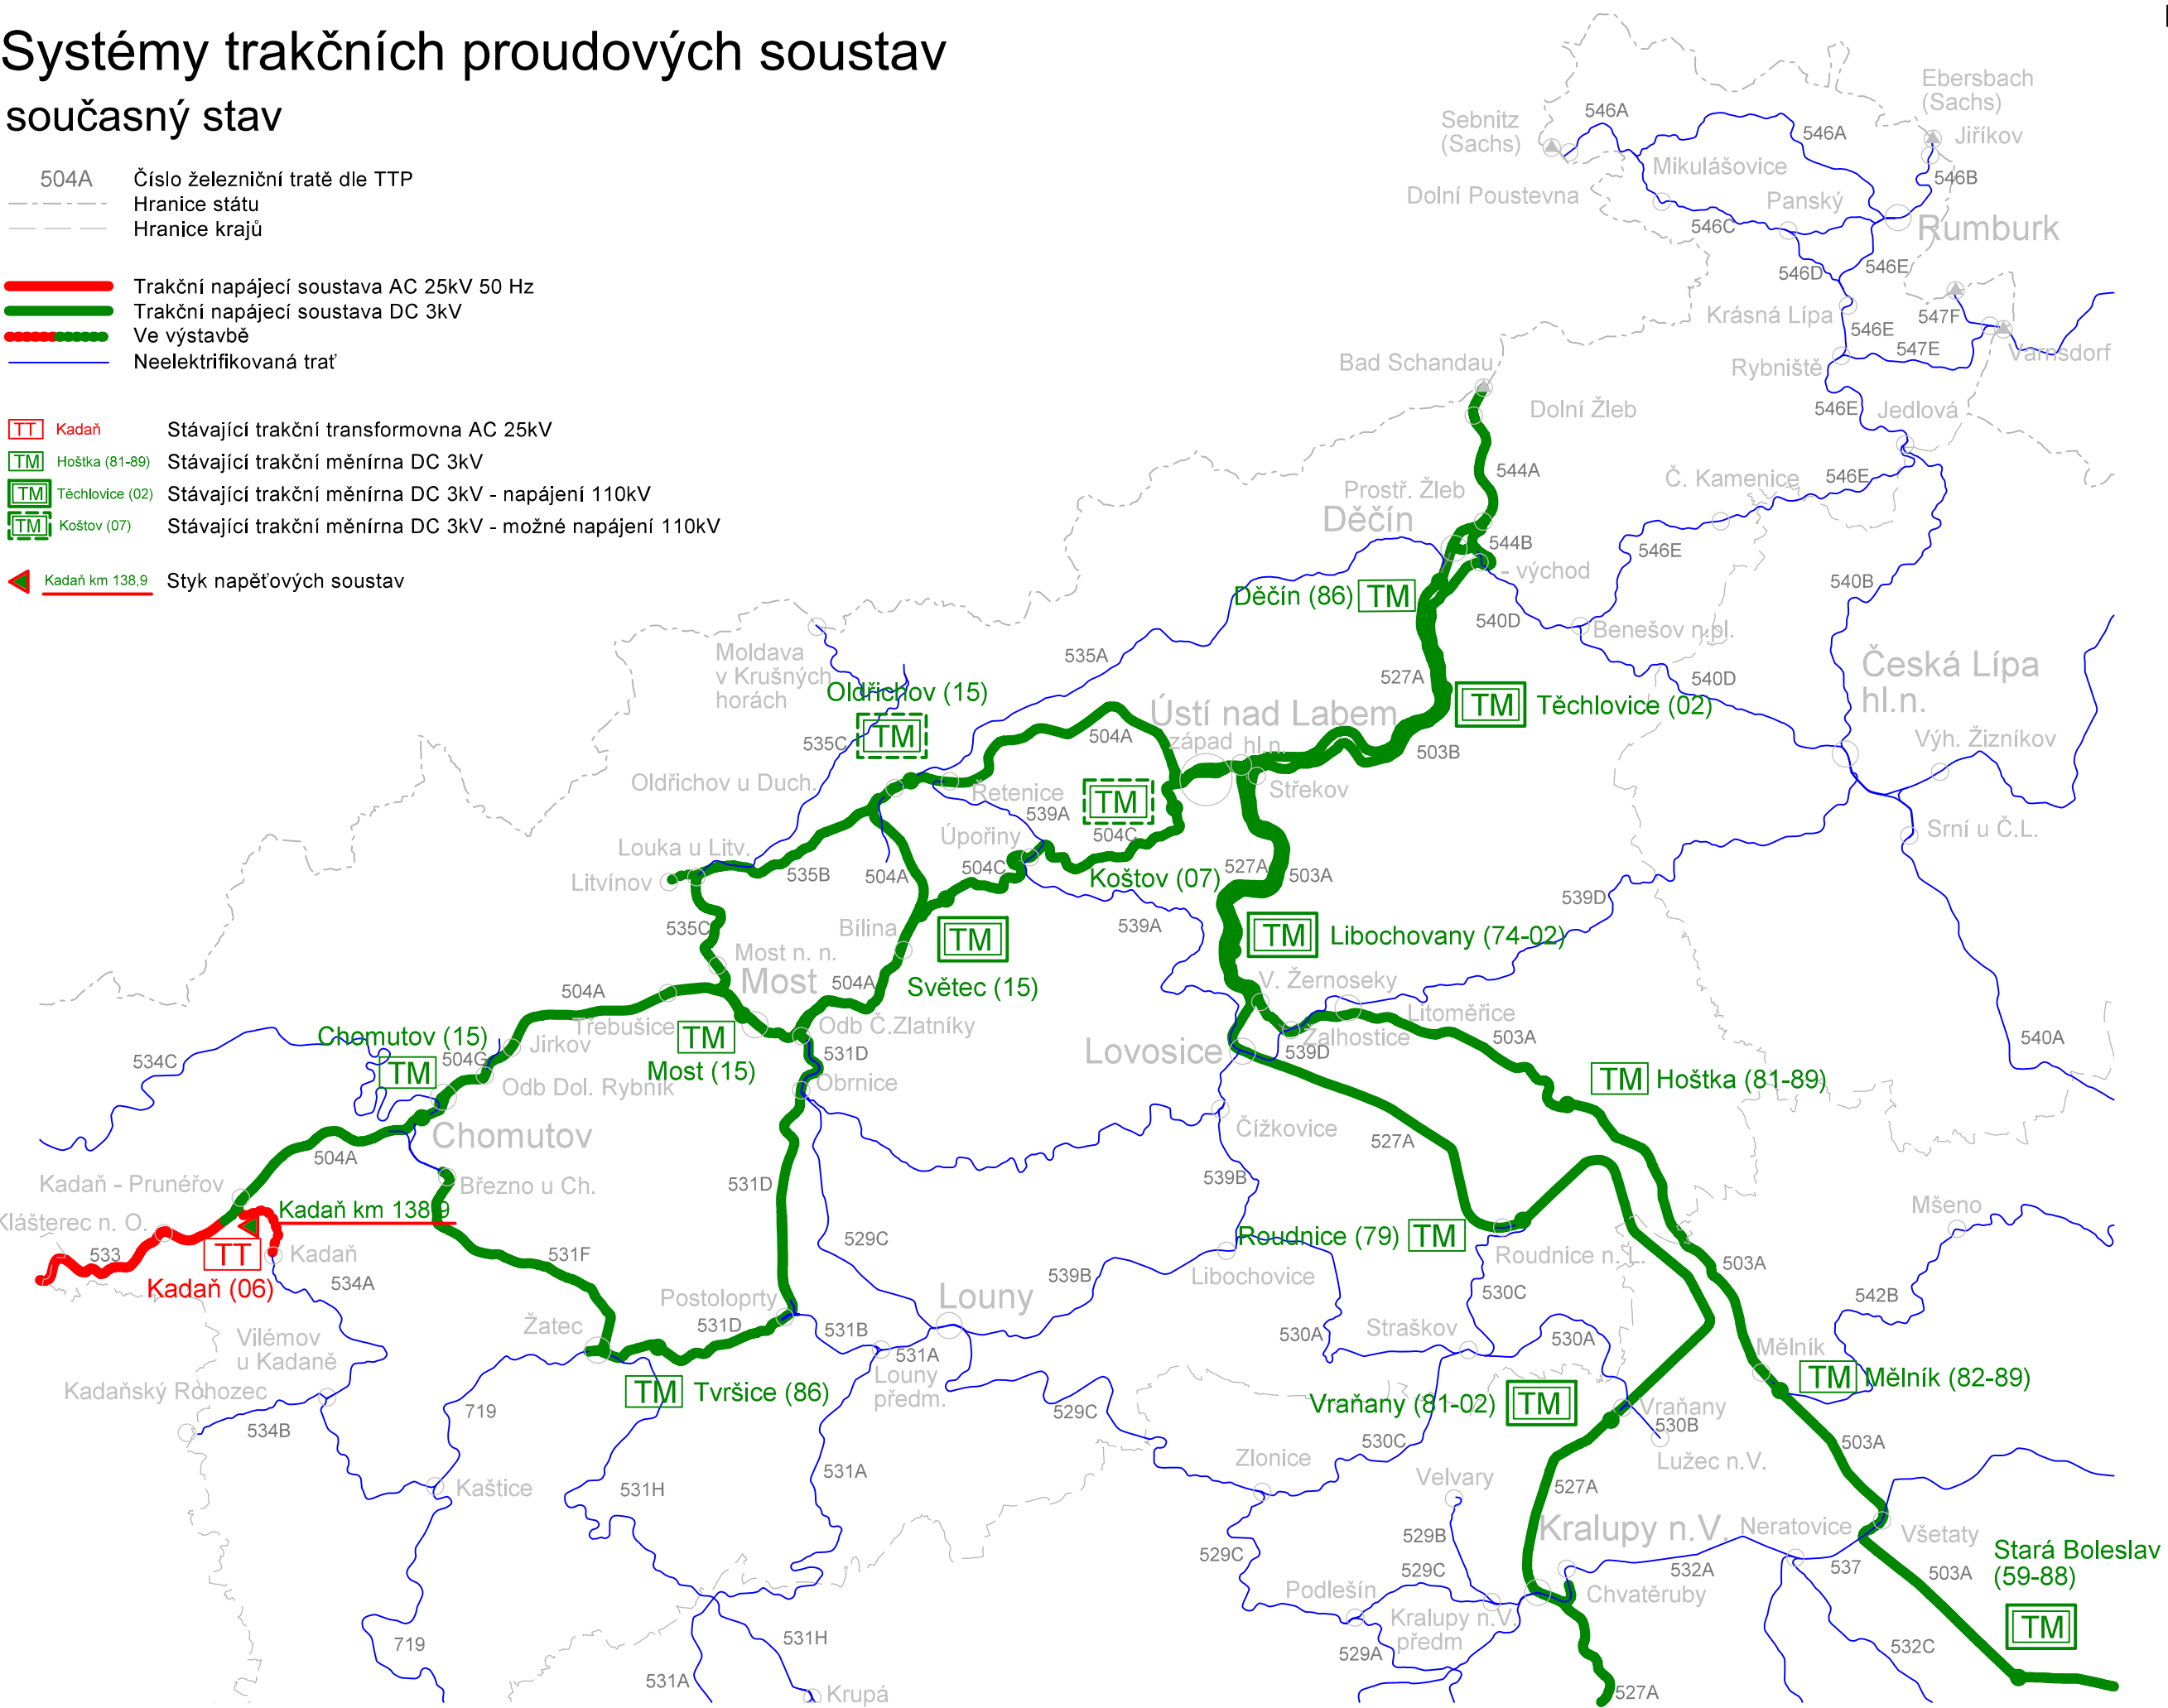 Systémy trakčních proudových soustav
současný stav
504A Číslo železniční tratě dle TTP
Hranice státu
Hranice krajů
Trakční napájecí soustava AC 25kV 50 Hz
Trakční napájecí soustava DC 3kV
Ve výstavbě
Neelektrifikovaná trať
TT Kadaň Stávající trakční transformovna AC 25kV
TM Hoštka (81-89) Stávající trakční měnírna DC 3kV
TM Těchlovice (02) Stávající trakční měnírna DC 3kV - napájení 110kV
TM Koštov (07) Stávající trakční měnírna DC 3kV - možné napájení 110kV
Kadaň km 138,9 Styk napěťových soustav
Ebersbach
(Sachs)
Sebnitz
(Sachs)
546A
546A
Jiříkov
Mikulášovice
546B
Dolní Poustevna
Panský
546C
Rumburk
546D
546E
Krásná Lípa
547F
546E
547E
Varnsdorf
Rybniště
Bad Schandau
Dolní Žleb
546E
Jedlová
544A
Č. Kamenice
546E
Prostř. Žleb
Děčín
544B
546E
- východ
540B
Děčín (86) TM
540D
Benešov n.pl.
Moldava
v Krušných
horách
535A
527A
540D
Česká Lípa
hl.n.
Oldřichov (15)
TM
TM Těchlovice (02)
Ústí nad Labem
západ hl.n.
535C
504A
503B
Výh. Žizníkov
Oldřichov u Duch.
Řetenice
TM
Střekov
539A
Úpořiny
504C
Srní u Č.L.
Louka u Litv.
Litvínov
535B
504A
504C
Koštov (07)
527A
503A
539D
535C
Bílina
TM
539A
TM Libochovany (74-02)
Most n. n.
Most
504A
Světec (15)
V. Žernoseky
504A
Třebušice
TM
Most (15)
Odb Č.Zlatníky
Litoměřice
Žalhostice
503A
540A
Chomutov (15)
TM
504G
Jirkov
534C
Odb Dol. Rybník
531D
Obrnice
Lovosice
539D
TM Hoštka (81-89)
Chomutov
504A
Čížkovice
527A
Kadaň - Prunéřov
Březno u Ch.
531D
539B
Kadaň km 138,9
Klášterec n. O.
533
TT
Kadaň (06)
Kadaň
534A
531F
529C
Roudnice (79) TM
Roudnice n. L.
Mšeno
Libochovice
539B
503A
542B
530C
Postoloprty
Louny
Žatec
531D
531B
531A
Louny
předm.
530A
Straškov
530A
Mělník
Vilémov
u Kadaně
Kadaňský Rohozec
534B
TM Tvršice (86)
TM Mělník (82-89)
Vraňany (81-02) TM
Vraňany
530B
Lužec n.V.
719
529C
530C
503A
Kaštice
531H
531A
Zlonice
Velvary
527A
Kralupy n.V.
Neratovice
Všetaty
529B
529C
529C
532A
537
503A
Stará Boleslav
(59-88)
TM
Podlešín
Kralupy n.V.
předm
Chvatěruby
719
531H
531A
529A
532C
Krupá
527A